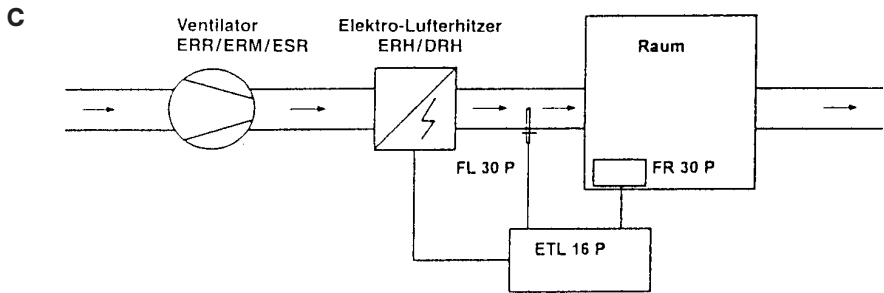 C
Ventilator
ERR/ERM/ESR
Elektro-Lufterhitzer
ERH/DRH
Raum
FL 30 P
FR 30 P
ETL 16 P